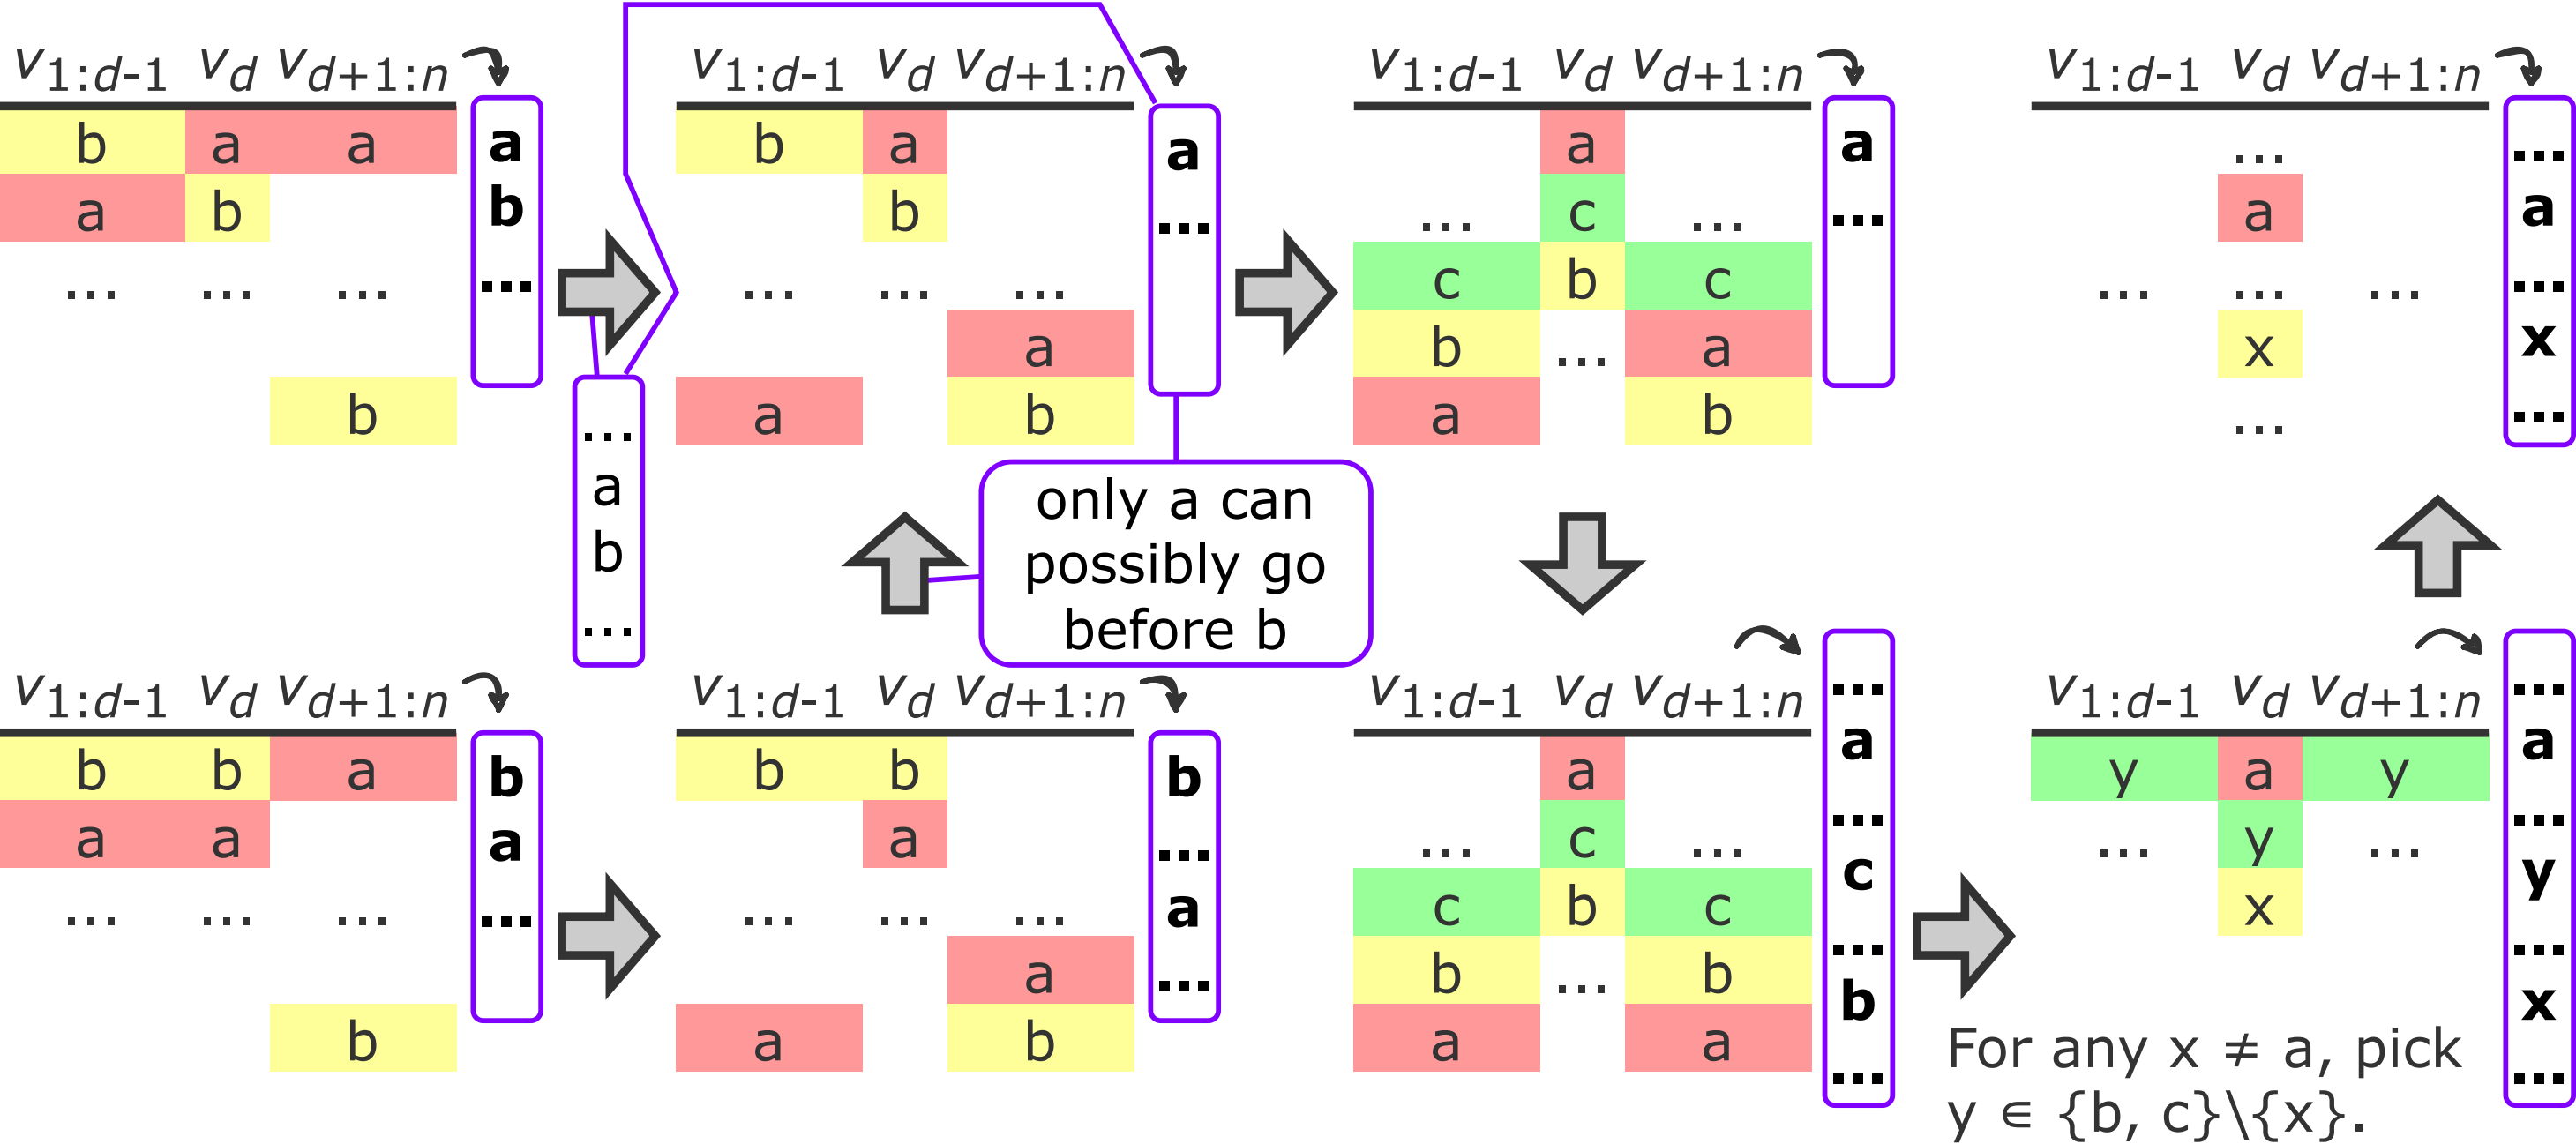 v1:d-1 vd vd+1:n
b a a a
a b b
... ... ... ...
b
...
a
b
...
v1:d-1 vd vd+1:n
b a a
b ...
... ... ...
a
a b
v1:d-1 vd vd+1:n
a a
... c ... ...
c b c
b ... a
a b
v1:d-1 vd vd+1:n
... ...
a a
... ... ... ...
x x
... ...
only a can
possibly go
before b
v1:d-1 vd vd+1:n
b b a b
a a a
... ... ... ...
b
v1:d-1 vd vd+1:n
b b b
a ...
... ... ... a
a ...
a b
v1:d-1 vd vd+1:n
...
a a
... c ... ...
c b c c
b ... b ...
a a b
...
v1:d-1 vd vd+1:n
...
y a y a
... y ... ...
x y
...
x
...
For any x ≠ a, pick
y ∈ {b, c}\{x}.